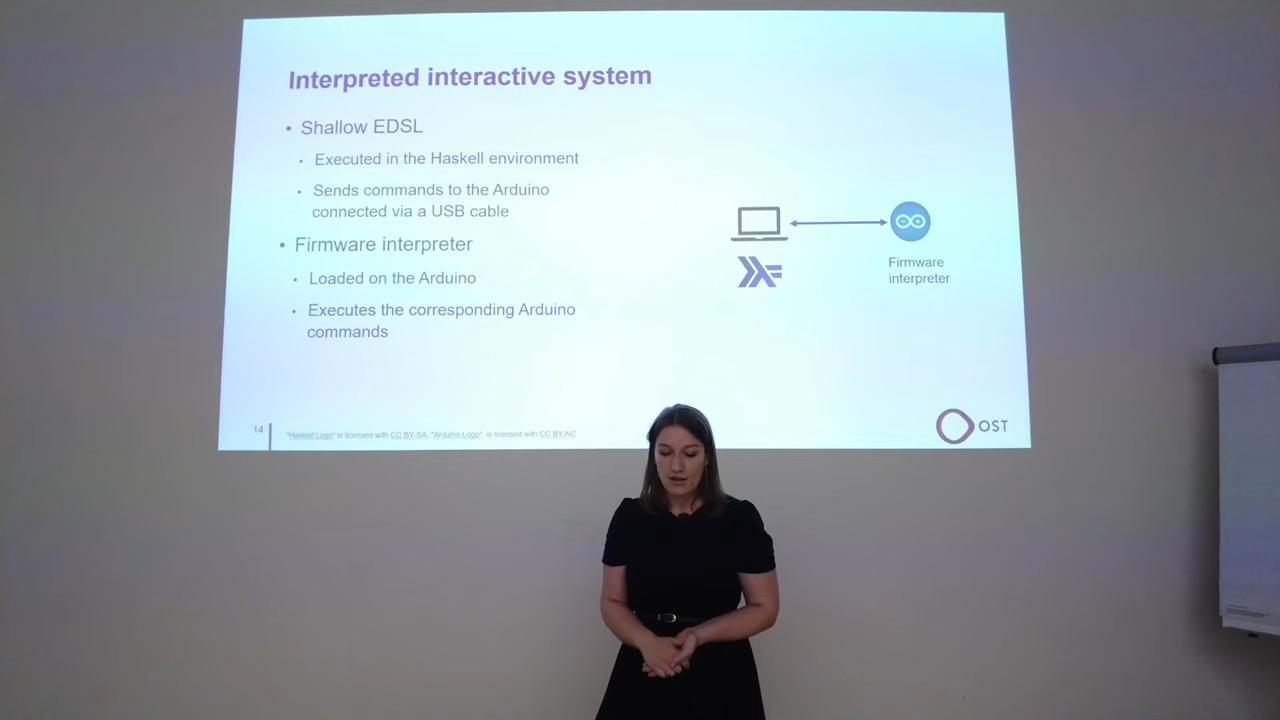 Interpreted interactive system
• Shallow EDSL
• Executed in the Haskell environment
• Sends commands to the Arduino
connected via a USB cable
• Firmware interpreter
• Loaded on the Arduino
• Executes the corresponding Arduino
commands
Firmware
interpreter
14
"Haskell Logo" is licensed with CC BY-SA, "Arduino Logo" is licensed with CC BY-NC
OST